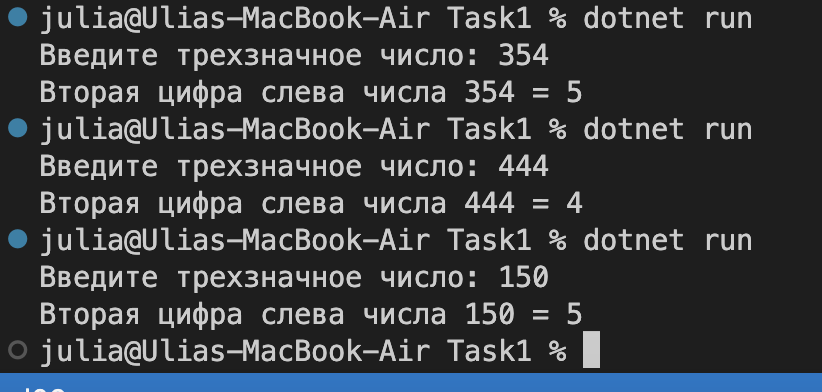 julia@Ulias-MacBook-Air Task1 % dotnet run
Введите трехзначное число: 354
Вторая цифра слева числа 354 = 5
julia@Ulias-MacBook-Air Task1 % dotnet run
Введите трехзначное число: 444
Вторая цифра слева числа 444 = 4
julia@Ulias-MacBook-Air Task1 % dotnet run
Введите трехзначное число: 150
Вторая цифра слева числа 150 = 5
julia@Ulias-MacBook-Air Task1 %